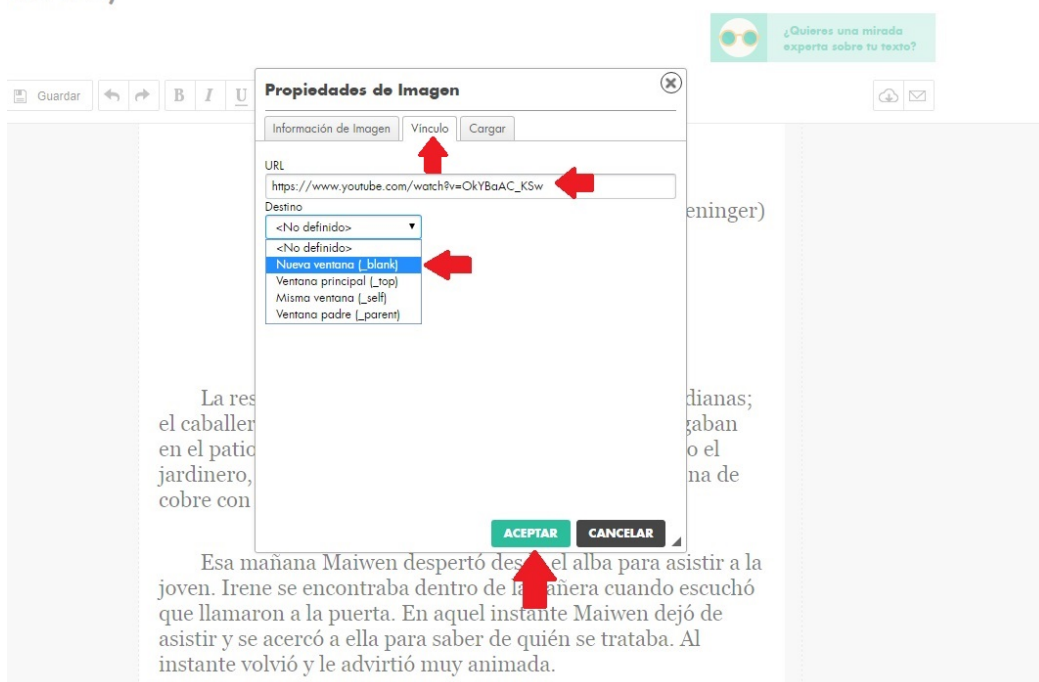 ¿Quieres una mirada
experta sobre tu texto?
Guardar
B I U
Propiedades de Imagen
Información de Imagen Vínculo Cargar
URL
https://www.youtube.com/watch?v=OkYBaAC_KSw
Destino
<No definido>
<No definido>
Nueva ventana (_blank)
Ventana principal (_top)
Misma ventana (_self)
Ventana padre (_parent)
eninger)
ACEPTAR CANCELAR
La res dianas;
el caballer gaban
en el patio o el
jardinero, na de
cobre con
Esa mañana Maiwen despertó des el alba para asistir a la
joven. Irene se encontraba dentro de la bañera cuando escuchó
que llamaron a la puerta. En aquel instante Maiwen dejó de
asistir y se acercó a ella para saber de quién se trataba. Al
instante volvió y le advirtió muy animada.